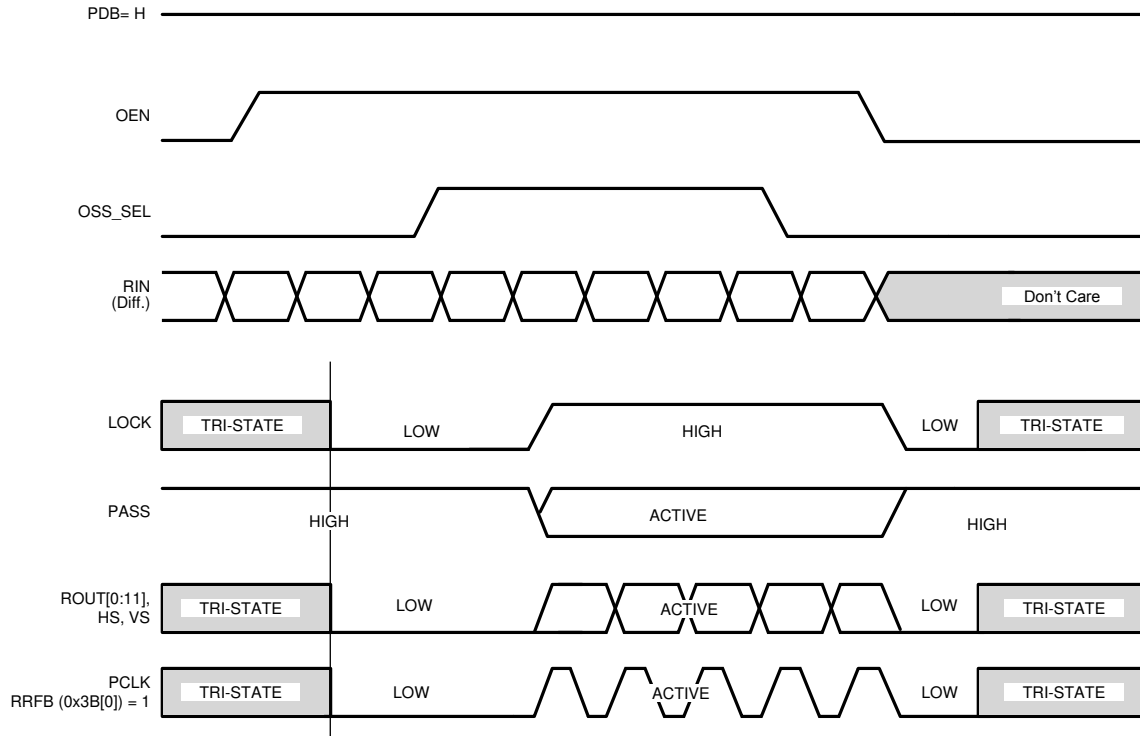 PDB= H
OEN
OSS_SEL
RIN
(Diff.)
Don't Care
LOCK
TRI-STATE
LOW
HIGH
LOW
TRI-STATE
PASS
HIGH
ACTIVE
HIGH
ROUT[0:11],
HS, VS
TRI-STATE
LOW
ACTIVE
LOW
TRI-STATE
PCLK
RRFB (0x3B[0]) = 1
TRI-STATE
LOW
ACTIVE
LOW
TRI-STATE